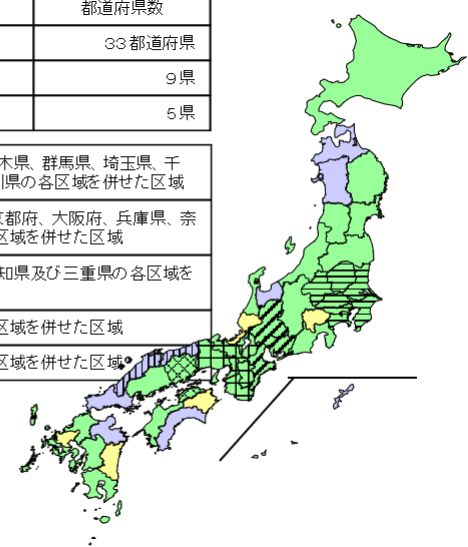 都道府県数
33都道府県
9県
5県
木県、群馬県、埼玉県、千
川県の各区域を併せた区域
都府、大阪府、兵庫県、奈
区域を併せた区域
知県及び三重県の各区域を
区域を併せた区域
区域を併せた区域